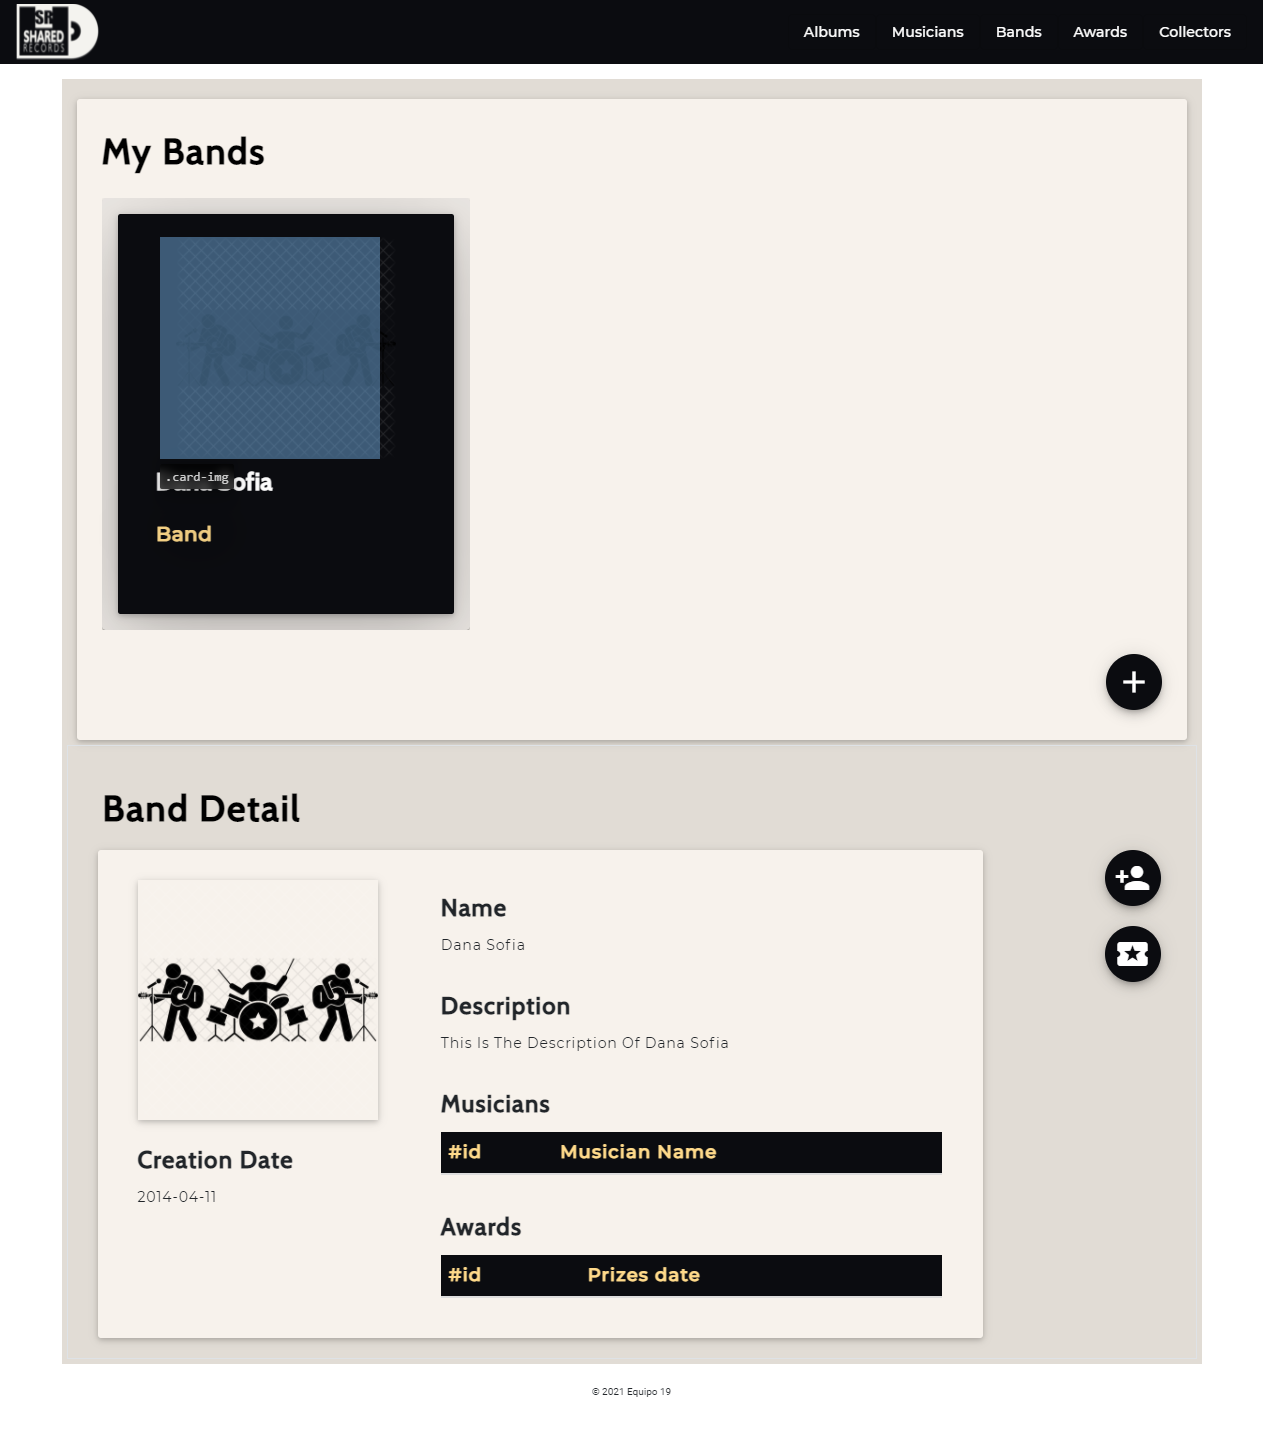 SR
SHARED
RECORDS
Albums
Musicians
Bands
Awards
Collectors
My Bands
.card-img
ofia
Band
Band Detail
Name
Dana Sofia
Description
This Is The Description Of Dana Sofia
Musicians
#id Musician Name
Creation Date
2014-04-11
Awards
#id Prizes date
© 2021 Equipo 19